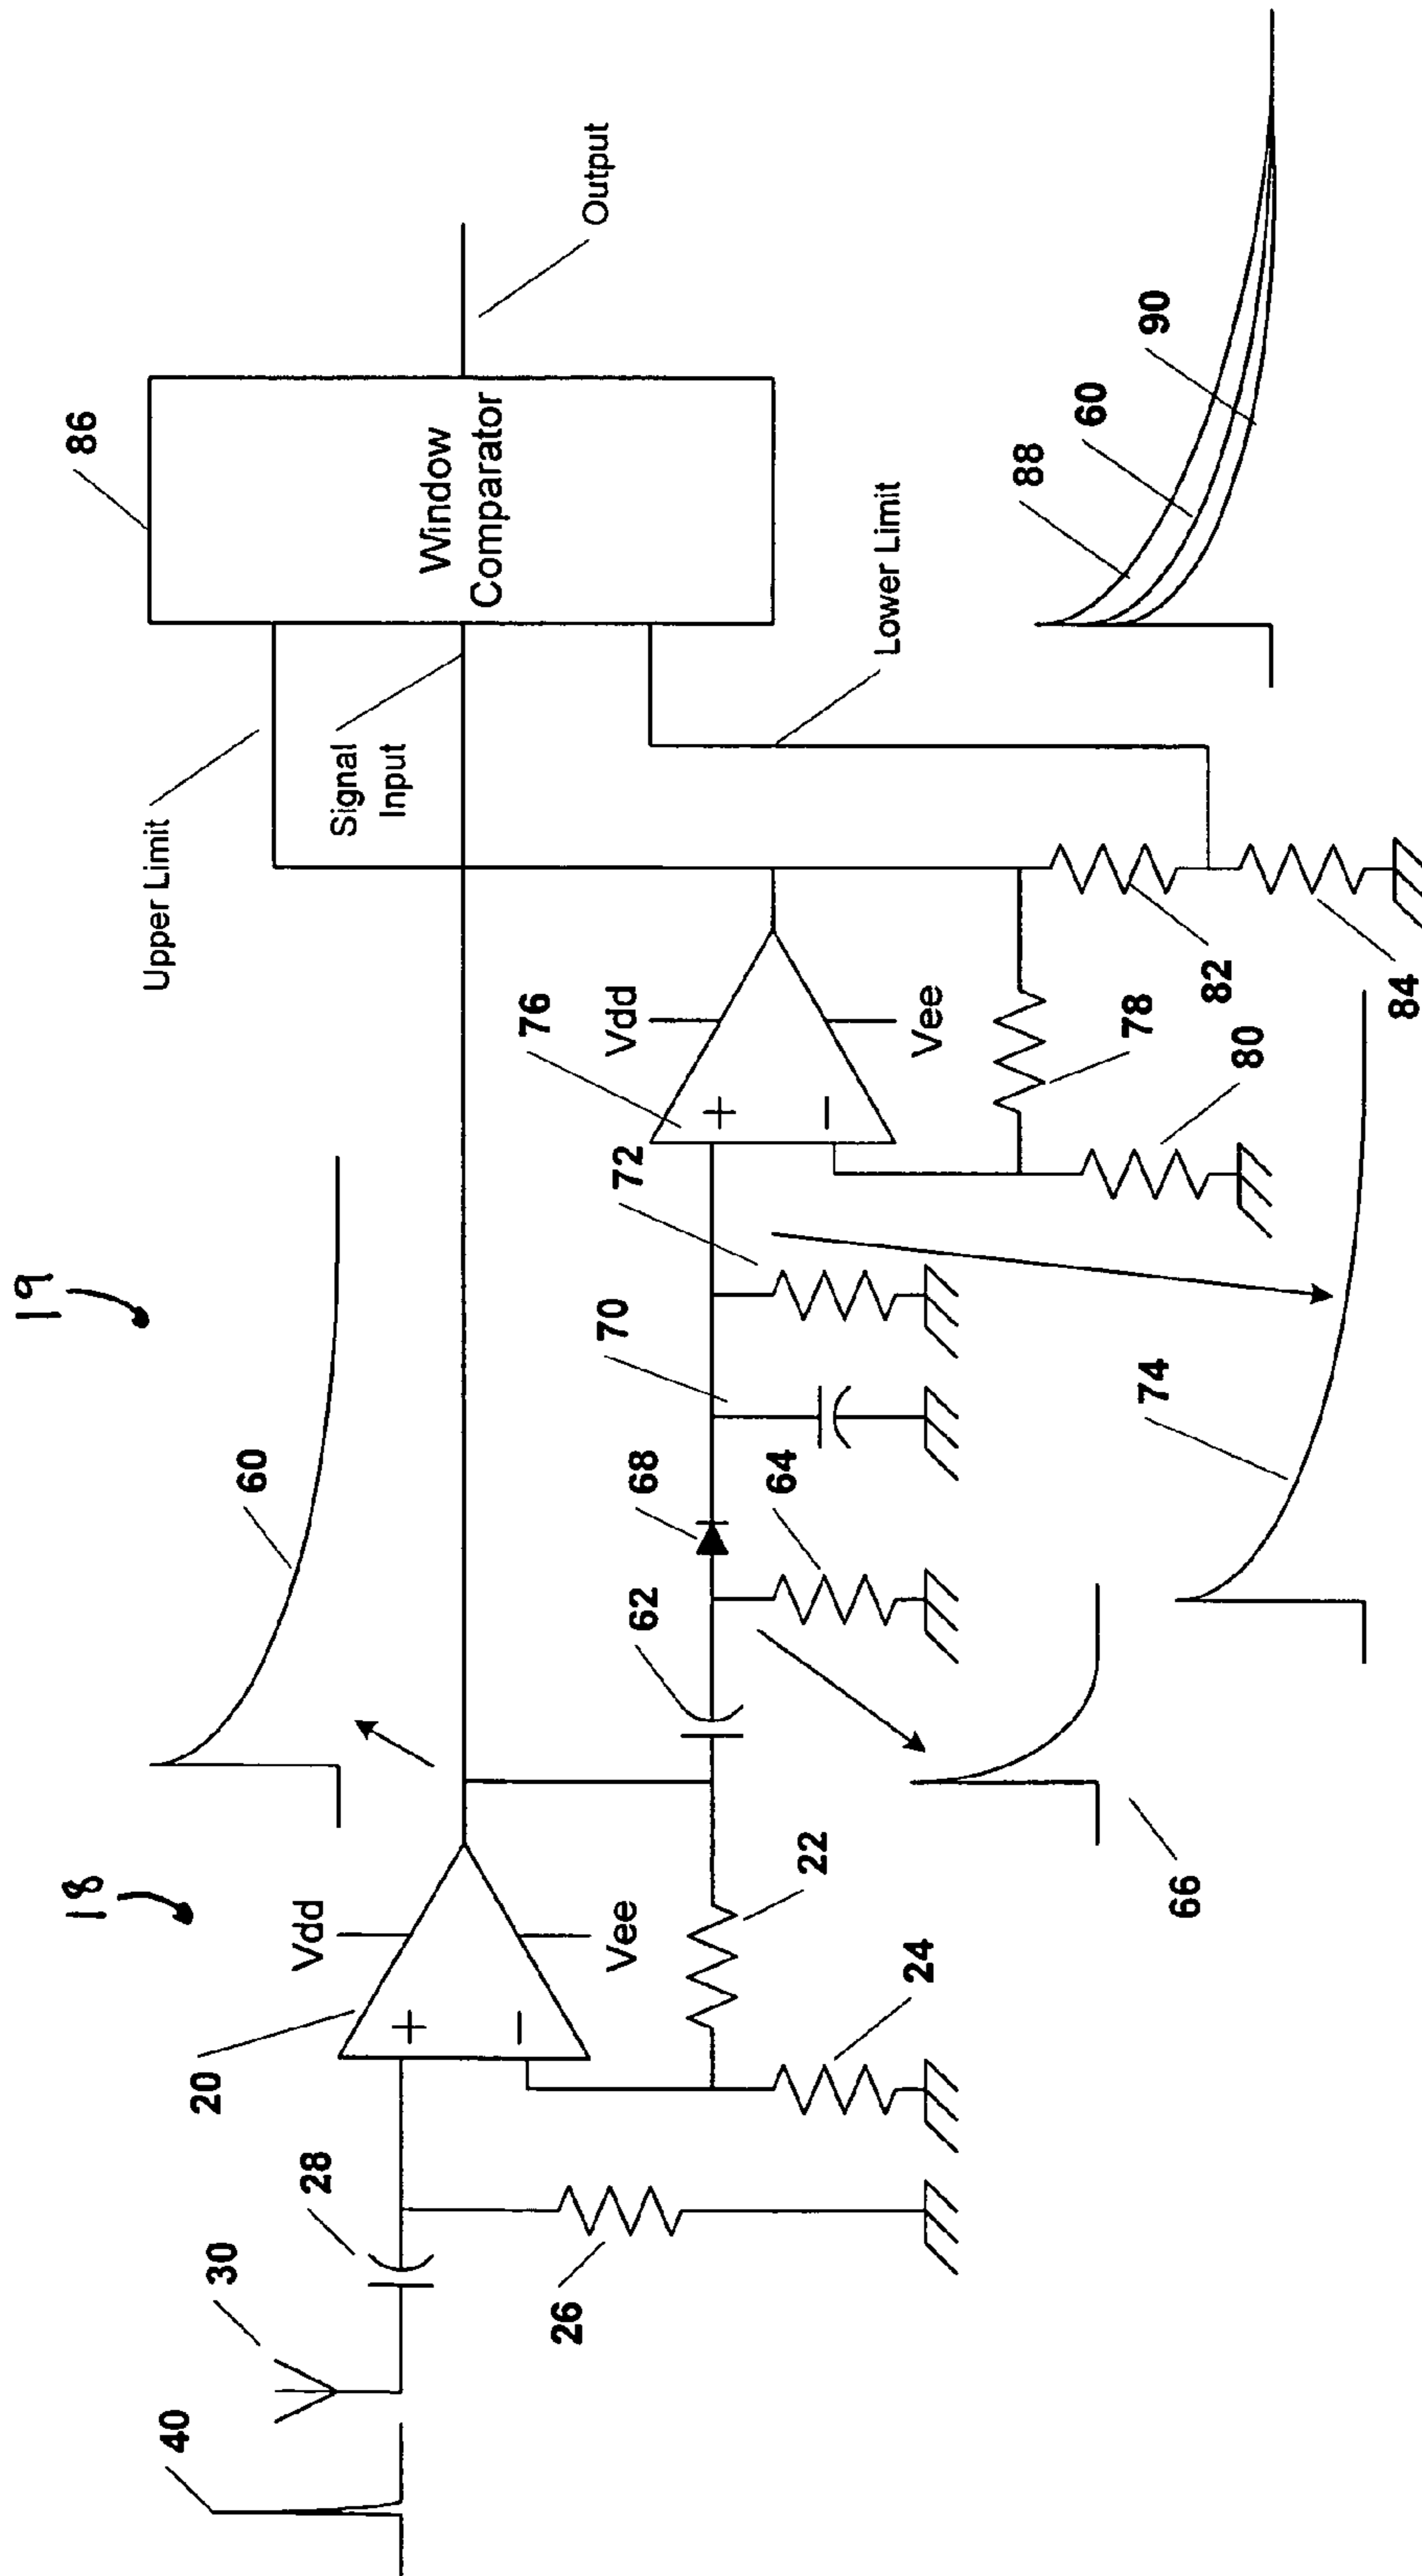 19
18
86
Window
Comparator
Output
Upper Limit
Signal
Input
Lower Limit
88
60
90
60
Vdd
76
Vee
72
70
68
64
62
78
80
82
84
74
66
Vdd
20
Vee
22
24
28
30
26
40
+
−
+
−